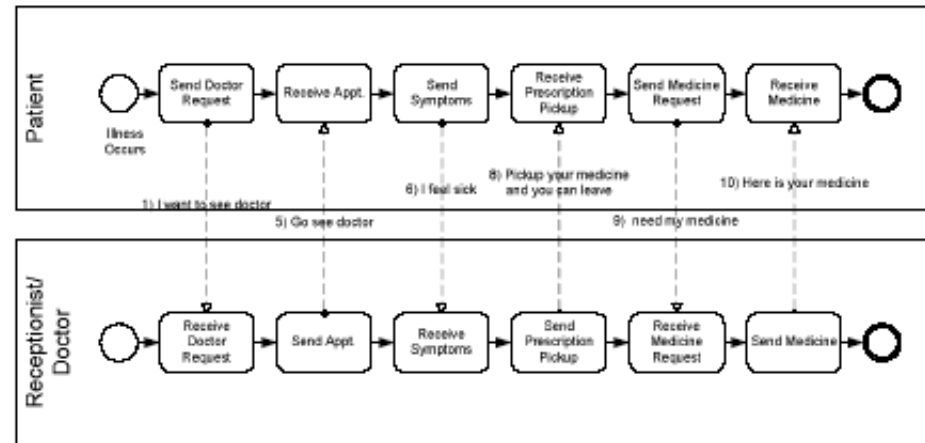 Patient
Send Doctor
Request
Receive Appt.
Send
Symptoms
Receive
Prescription
Pickup
Send Medicine
Request
Receive
Medicine
Illness
Occurs
1) I want to see doctor
5) Go see doctor
6) I feel sick
8) Pickup your medicine
and you can leave
9) need my medicine
10) Here is your medicine
Receptionist/
Doctor
Receive
Doctor
Request
Send Appt.
Receive
Symptoms
Send
Prescription
Pickup
Receive
Medicine
Request
Send Medicine